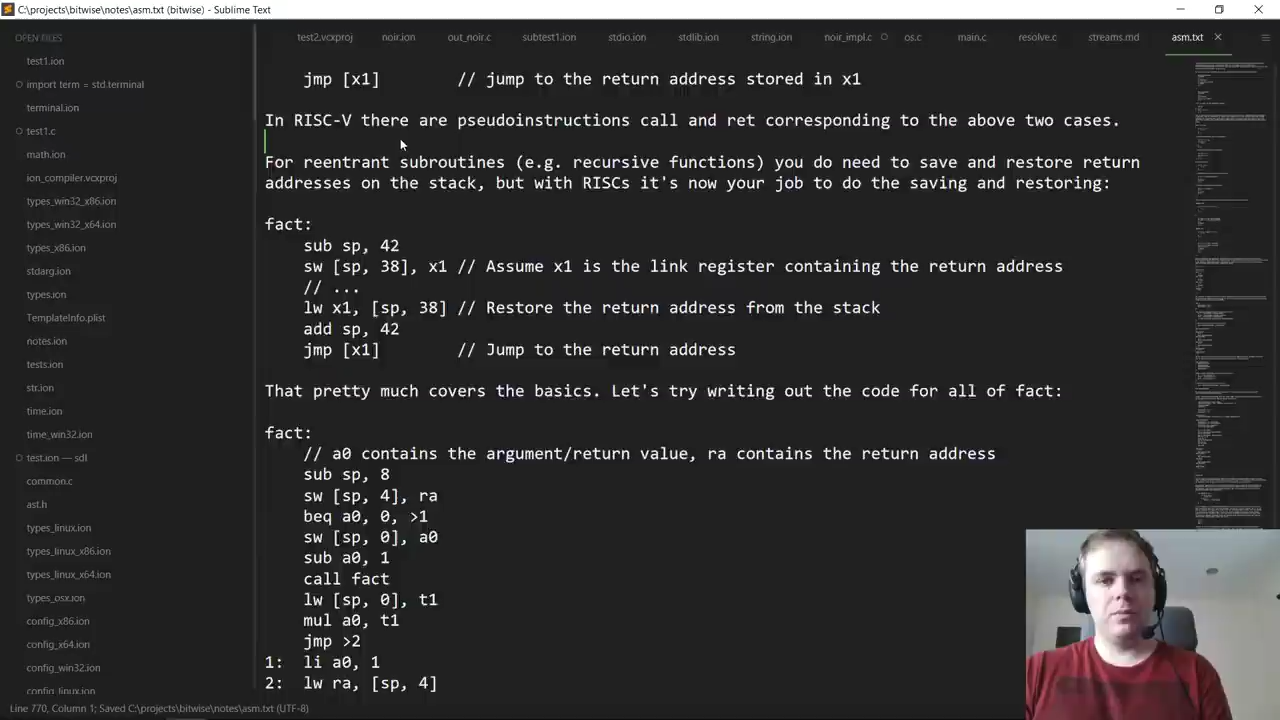 C:\projects\bitwise\notes\asm.txt (bitwise) - Sublime Text
OPEN FILES
test1.ion
import term = std.terminal
terminal.ion
test1.c
math.ion
ion_compiler.vcxproj
types_win32_x86.ion
types_win32_x64.ion
types_x86.ion
stdarg.ion
types.ion
TemplateInfo.plist
notes.ion
tests.ion
str.ion
time.ion
time_win32.ion
test.ion — sdl
common.c
ast.h
types_linux.ion
types_linux_x86.ion
types_linux_x64.ion
types_osx.ion
config_x86.ion
config_x64.ion
config_win32.ion
config_linux.ion
test2.vcxproj noir.ion out_noir.c subtest1.ion stdio.ion stdlib.ion string.ion noir_impl.c os.c main.c resolve.c streams.md asm.txt
jmp [x1] // jump to the return address stored in x1
In RISC-V there are pseudoinstructions call and ret corresponding to the above two cases.
For reentrant subroutines (e.g. recursive functions) you do need to save and restore return
addresses on the stack, but with RISCs it's now your job to do the saving and restoring:
fact:
sub sp, 42
sw [sp, 38], x1 // Assume x1 is the link register containing the return address
// ...
lw x1, [sp, 38] // Restore the return address from the stack
add sp, 42
jmp [x1] // Jump to the return address
That pretty much covers the basics. Let's try writing out the code for all of fact:
fact:
// a0 contains the argument/return value, ra contains the return address
sub sp, 8
sw [sp, 4], ra
beq a0, 0, >1
sw [sp, 0], a0
sub a0, 1
call fact
lw [sp, 0], t1
mul a0, t1
jmp >2
1: li a0, 1
2: lw ra, [sp, 4]
Line 770, Column 1; Saved C:\projects\bitwise\notes\asm.txt (UTF-8)